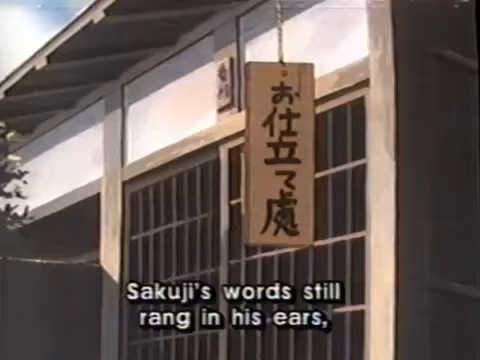 お仕立て處
Sakuji's words still
rang in his ears,